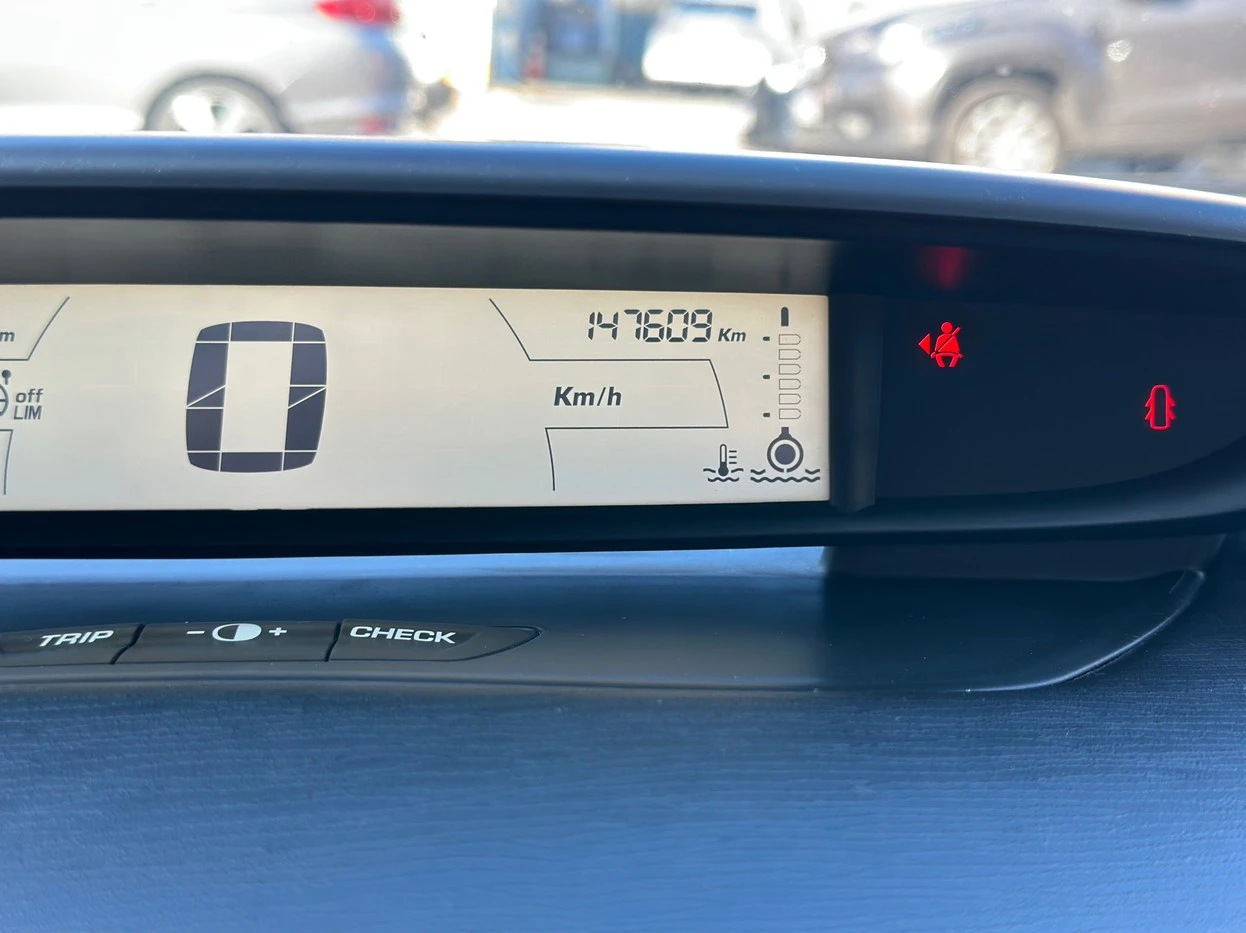 147609 Km
m
0
off
Km/h
LIM
TRIP
- +
CHECK